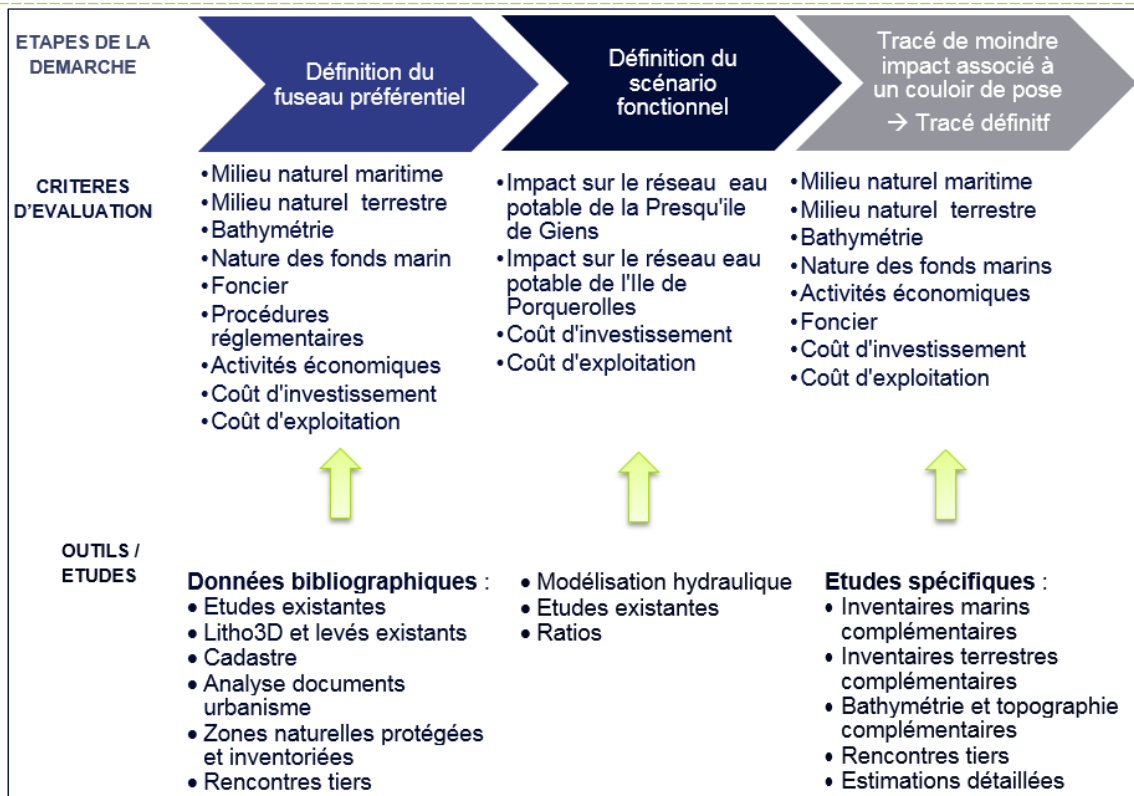 ETAPES DE LA
DEMARCHE
Définition du
fuseau préférentiel
Définition du
scénario
fonctionnel
Tracé de moindre
impact associé à
un couloir de pose
→ Tracé définitf
CRITERES
D'EVALUATION
•Milieu naturel maritime
•Milieu naturel terrestre
•Bathymétrie
•Nature des fonds marin
•Foncier
•Procédures
réglementaires
•Activités économiques
•Coût d'investissement
•Coût d'exploitation
•Impact sur le réseau eau
potable de la Presqu'ile
de Giens
•Impact sur le réseau eau
potable de l'Ile de
Porquerolles
•Coût d'investissement
•Coût d'exploitation
•Milieu naturel maritime
•Milieu naturel terrestre
•Bathymétrie
•Nature des fonds marins
•Activités économiques
•Foncier
•Coût d'investissement
•Coût d'exploitation
OUTILS /
ETUDES
Données bibliographiques :
• Etudes existantes
• Litho3D et levés existants
• Cadastre
• Analyse documents
urbanisme
• Zones naturelles protégées
et inventoriées
• Rencontres tiers
• Modélisation hydraulique
• Etudes existantes
• Ratios
Etudes spécifiques :
• Inventaires marins
complémentaires
• Inventaires terrestres
complémentaires
• Bathymétrie et topographie
complémentaires
• Rencontres tiers
• Estimations détaillées